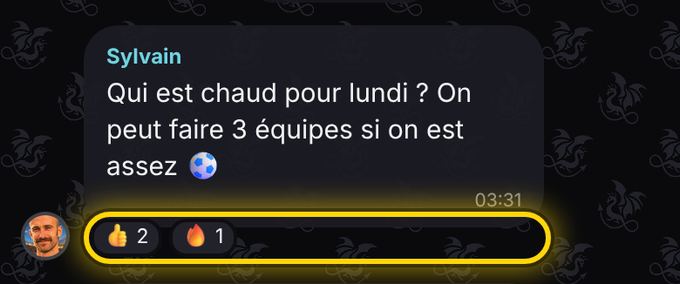 Sylvain
Qui est chaud pour lundi ? On
peut faire 3 équipes si on est
assez ⚽
03:31
👍 2 🔥 1